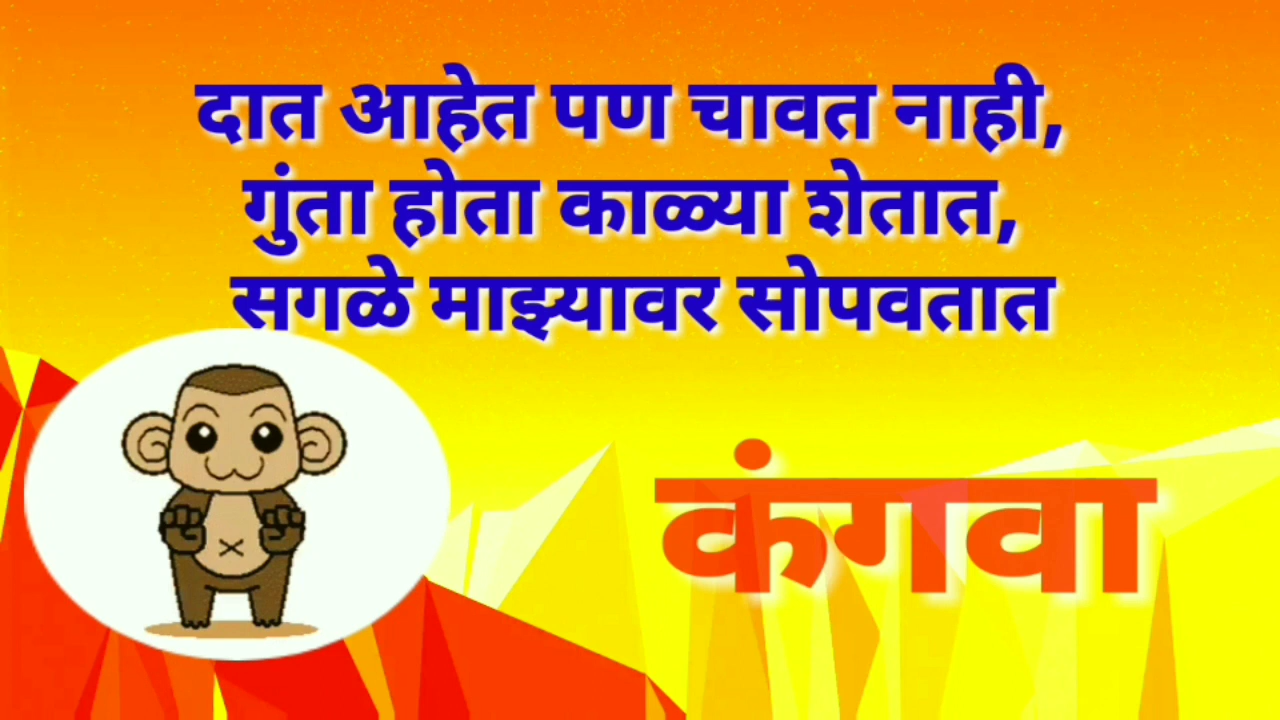 दात आहेत पण चावत नाही,
गुंता होता काळ्या शेतात,
सगळे माझ्यावर सोपवतात
कंगवा